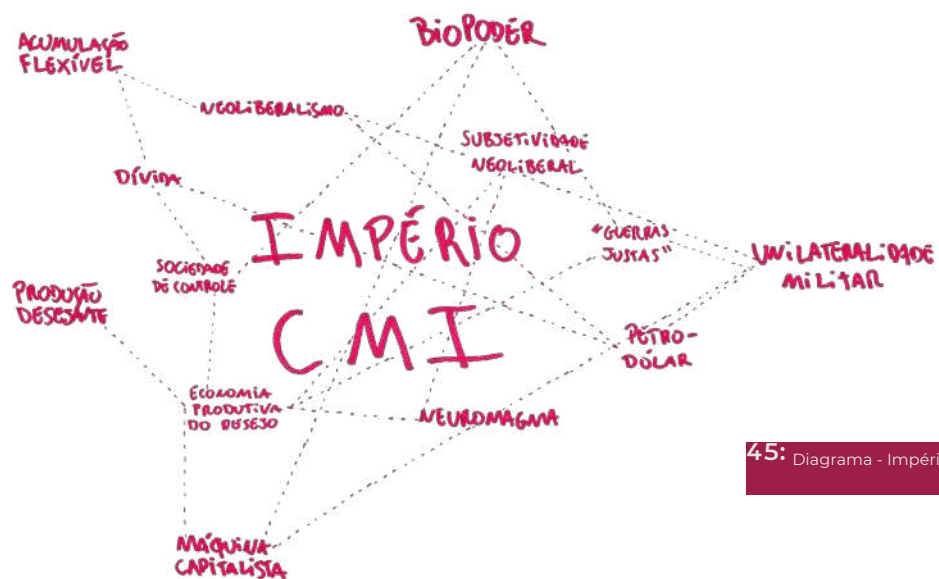 BIOPODÉR
ACUMULAÇÃO
FLEXÍVEL
NEOLIBERALISMO
SUBJETIVIDADE
NEOLIBERAL
DÍVIDA
IMPÉRIO
"GUERRAS
JUSTAS"
UNILATERALIDADE
MILITAR
SOCIEDADE
DE CONTROLE
PRODUÇÃO
DESEJANTE
CMI
PETRO-
DÓLAR
ECONOMIA
PRODUTIVA
DO DESEJO
NEUROMAGMA
45: Diagrama - Impéri
MÁQUINA
CAPITALISTA